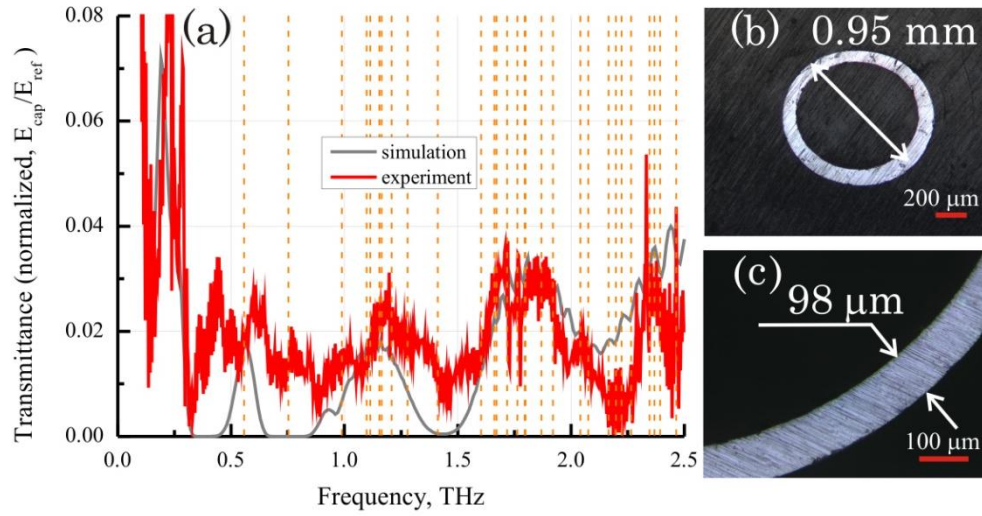 (a)
0.08
0.06
0.04
0.02
0.00
Transmittance (normalized, E_cap/E_ref)
simulation
experiment
0.0 0.5 1.0 1.5 2.0 2.5
Frequency, THz
(b)
0.95 mm
200 μm
(c)
98 μm
100 μm